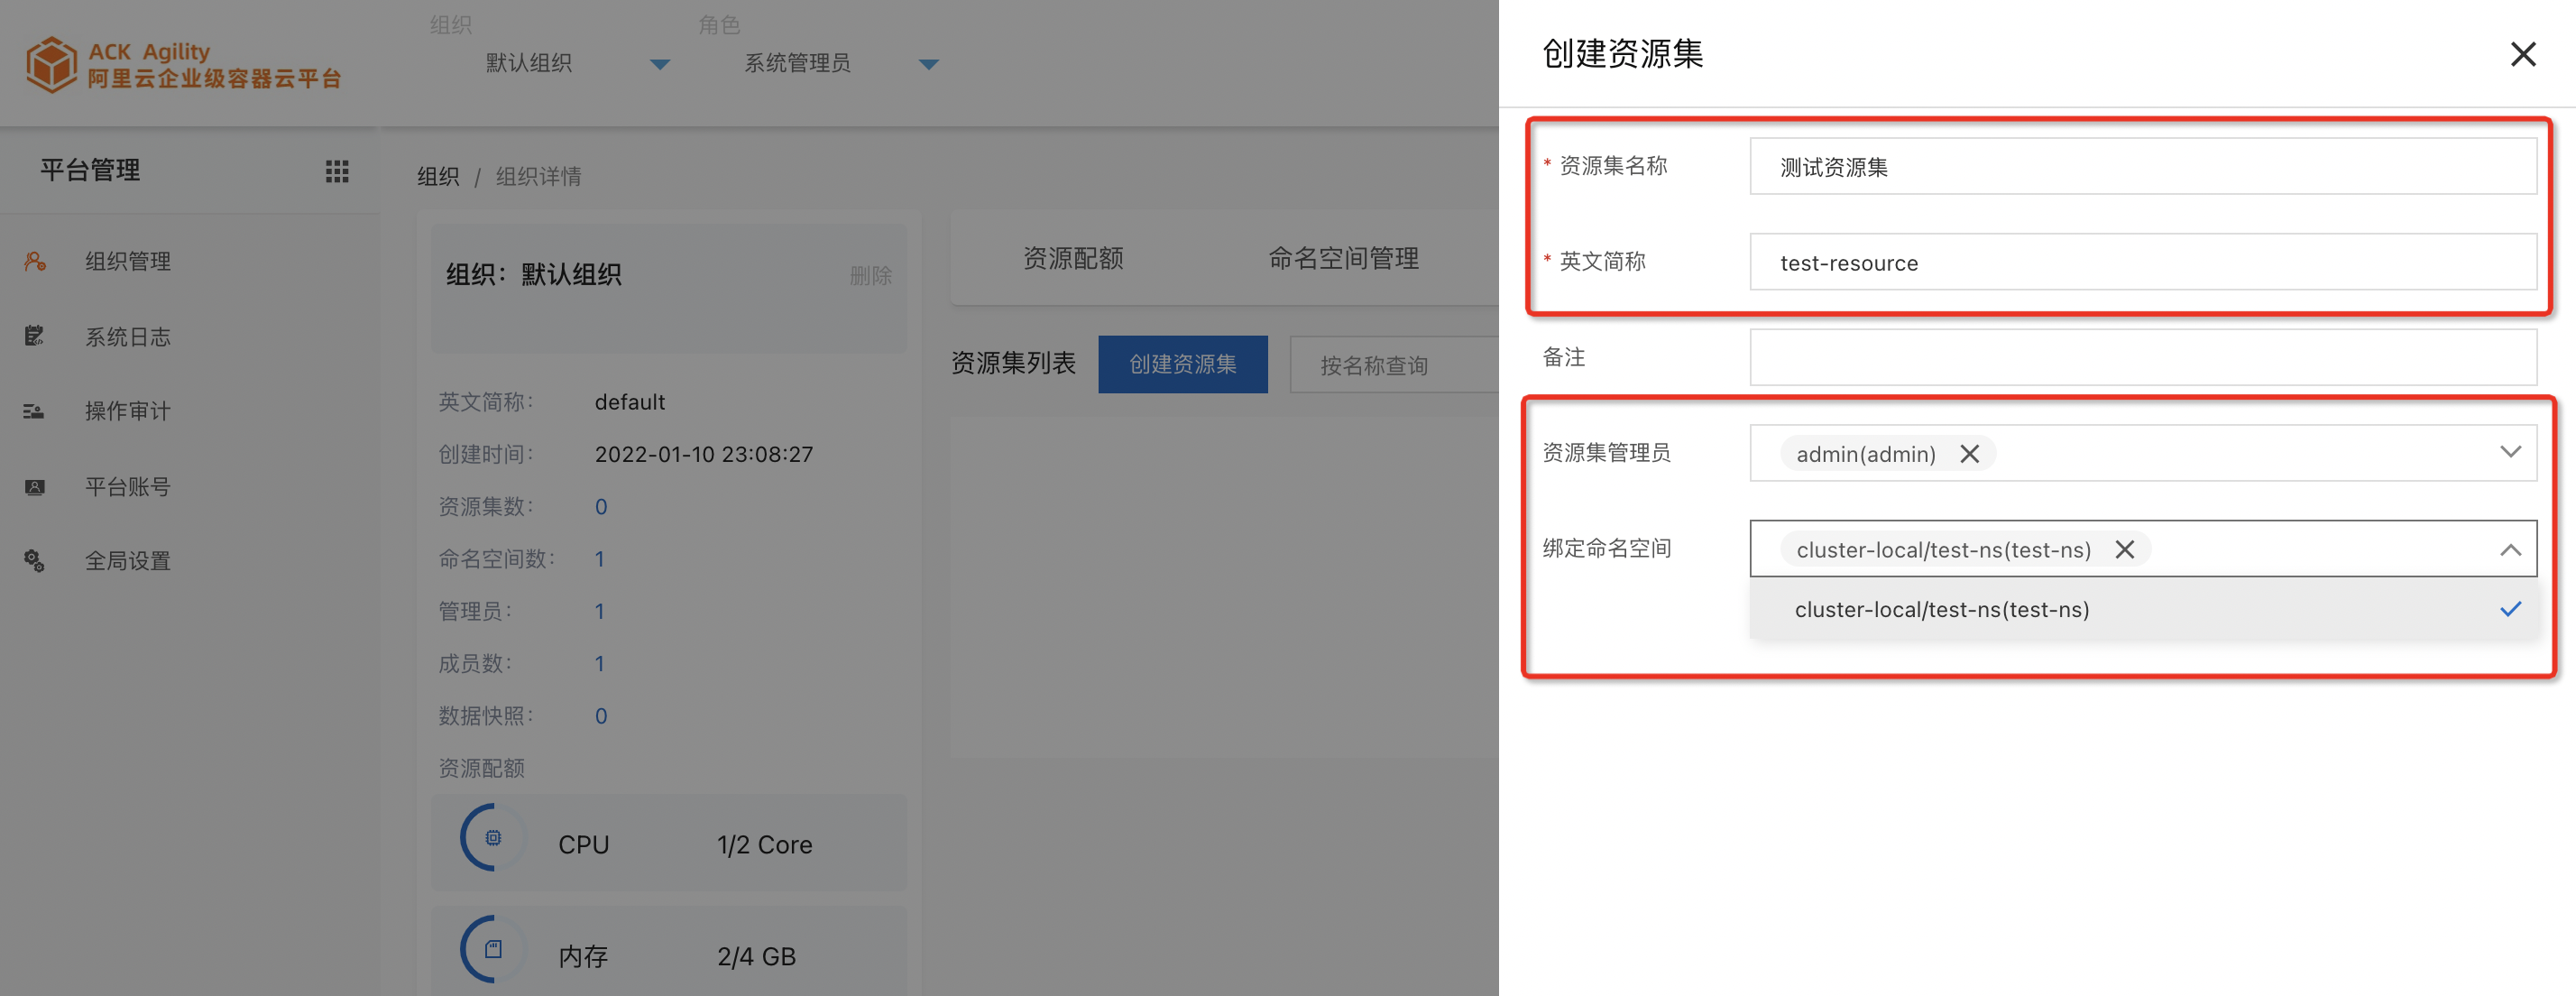 ACK Agility
阿里云企业级容器云平台
组织
默认组织
角色
系统管理员
平台管理
组织管理
系统日志
操作审计
平台账号
全局设置
组织 / 组织详情
组织：默认组织
删除
英文简称： default
创建时间： 2022-01-10 23:08:27
资源集数： 0
命名空间数： 1
管理员： 1
成员数： 1
数据快照： 0
资源配额
CPU 1/2 Core
内存 2/4 GB
资源配额 命名空间管理
资源集列表 创建资源集 按名称查询
创建资源集
* 资源集名称 测试资源集
* 英文简称 test-resource
备注
资源集管理员 admin(admin)
绑定命名空间 cluster-local/test-ns(test-ns)
cluster-local/test-ns(test-ns)